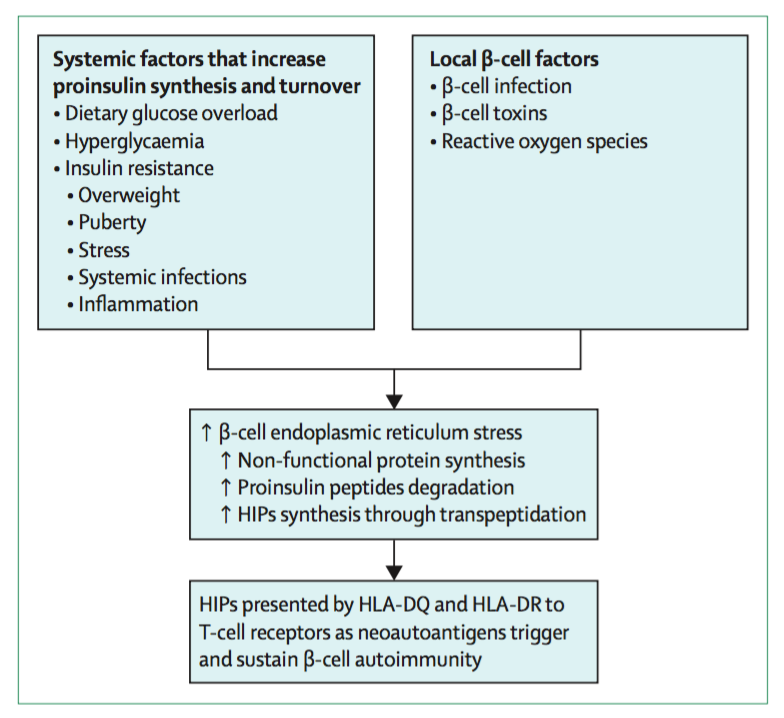 Systemic factors that increase
proinsulin synthesis and turnover
• Dietary glucose overload
• Hyperglycaemia
• Insulin resistance
• Overweight
• Puberty
• Stress
• Systemic infections
• Inflammation
Local β-cell factors
• β-cell infection
• β-cell toxins
• Reactive oxygen species
↑ β-cell endoplasmic reticulum stress
↑ Non-functional protein synthesis
↑ Proinsulin peptides degradation
↑ HIPs synthesis through transpeptidation
HIPs presented by HLA-DQ and HLA-DR to
T-cell receptors as neoautoantigens trigger
and sustain β-cell autoimmunity